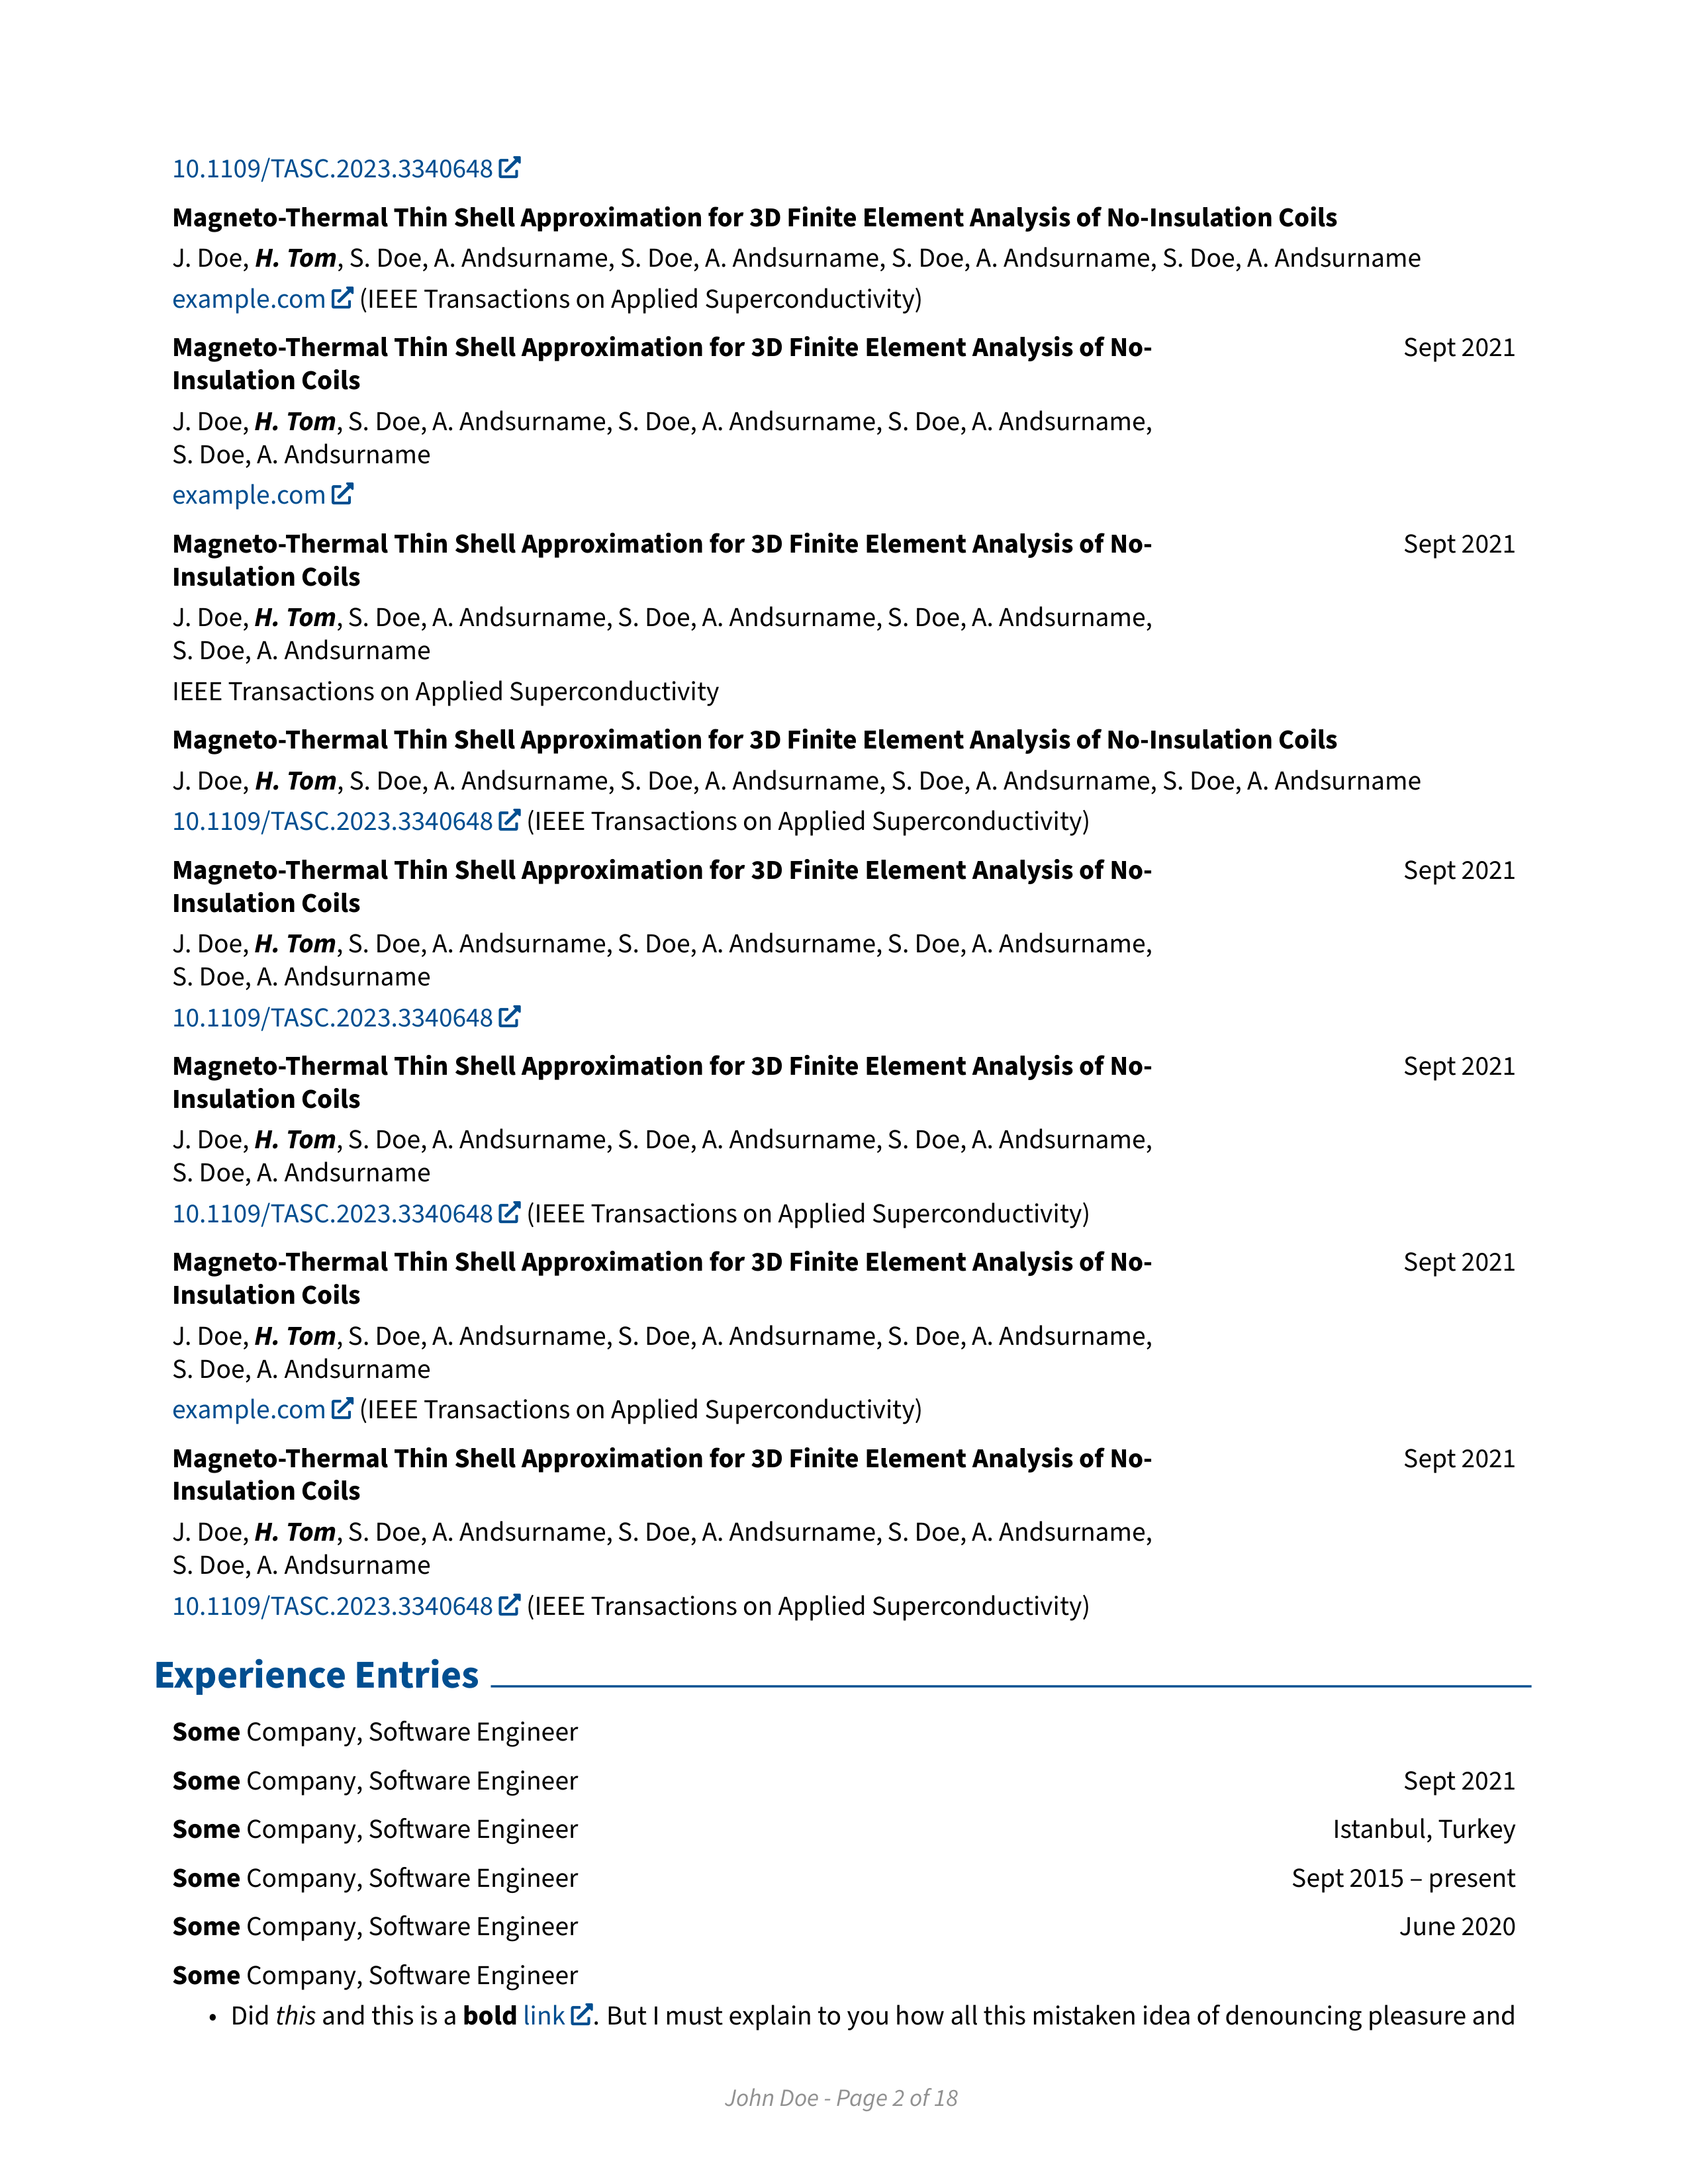 10.1109/TASC.2023.3340648
Magneto-Thermal Thin Shell Approximation for 3D Finite Element Analysis of No-Insulation Coils
J. Doe, H. Tom, S. Doe, A. Andsurname, S. Doe, A. Andsurname, S. Doe, A. Andsurname, S. Doe, A. Andsurname
example.com (IEEE Transactions on Applied Superconductivity)
Magneto-Thermal Thin Shell Approximation for 3D Finite Element Analysis of No- Sept 2021
Insulation Coils
J. Doe, H. Tom, S. Doe, A. Andsurname, S. Doe, A. Andsurname, S. Doe, A. Andsurname,
S. Doe, A. Andsurname
example.com
Magneto-Thermal Thin Shell Approximation for 3D Finite Element Analysis of No- Sept 2021
Insulation Coils
J. Doe, H. Tom, S. Doe, A. Andsurname, S. Doe, A. Andsurname, S. Doe, A. Andsurname,
S. Doe, A. Andsurname
IEEE Transactions on Applied Superconductivity
Magneto-Thermal Thin Shell Approximation for 3D Finite Element Analysis of No-Insulation Coils
J. Doe, H. Tom, S. Doe, A. Andsurname, S. Doe, A. Andsurname, S. Doe, A. Andsurname, S. Doe, A. Andsurname
10.1109/TASC.2023.3340648 (IEEE Transactions on Applied Superconductivity)
Magneto-Thermal Thin Shell Approximation for 3D Finite Element Analysis of No- Sept 2021
Insulation Coils
J. Doe, H. Tom, S. Doe, A. Andsurname, S. Doe, A. Andsurname, S. Doe, A. Andsurname,
S. Doe, A. Andsurname
10.1109/TASC.2023.3340648
Magneto-Thermal Thin Shell Approximation for 3D Finite Element Analysis of No- Sept 2021
Insulation Coils
J. Doe, H. Tom, S. Doe, A. Andsurname, S. Doe, A. Andsurname, S. Doe, A. Andsurname,
S. Doe, A. Andsurname
10.1109/TASC.2023.3340648 (IEEE Transactions on Applied Superconductivity)
Magneto-Thermal Thin Shell Approximation for 3D Finite Element Analysis of No- Sept 2021
Insulation Coils
J. Doe, H. Tom, S. Doe, A. Andsurname, S. Doe, A. Andsurname, S. Doe, A. Andsurname,
S. Doe, A. Andsurname
example.com (IEEE Transactions on Applied Superconductivity)
Magneto-Thermal Thin Shell Approximation for 3D Finite Element Analysis of No- Sept 2021
Insulation Coils
J. Doe, H. Tom, S. Doe, A. Andsurname, S. Doe, A. Andsurname, S. Doe, A. Andsurname,
S. Doe, A. Andsurname
10.1109/TASC.2023.3340648 (IEEE Transactions on Applied Superconductivity)
Experience Entries
Some Company, Software Engineer
Some Company, Software Engineer Sept 2021
Some Company, Software Engineer Istanbul, Turkey
Some Company, Software Engineer Sept 2015 – present
Some Company, Software Engineer June 2020
Some Company, Software Engineer
• Did this and this is a bold link. But I must explain to you how all this mistaken idea of denouncing pleasure and
John Doe - Page 2 of 18